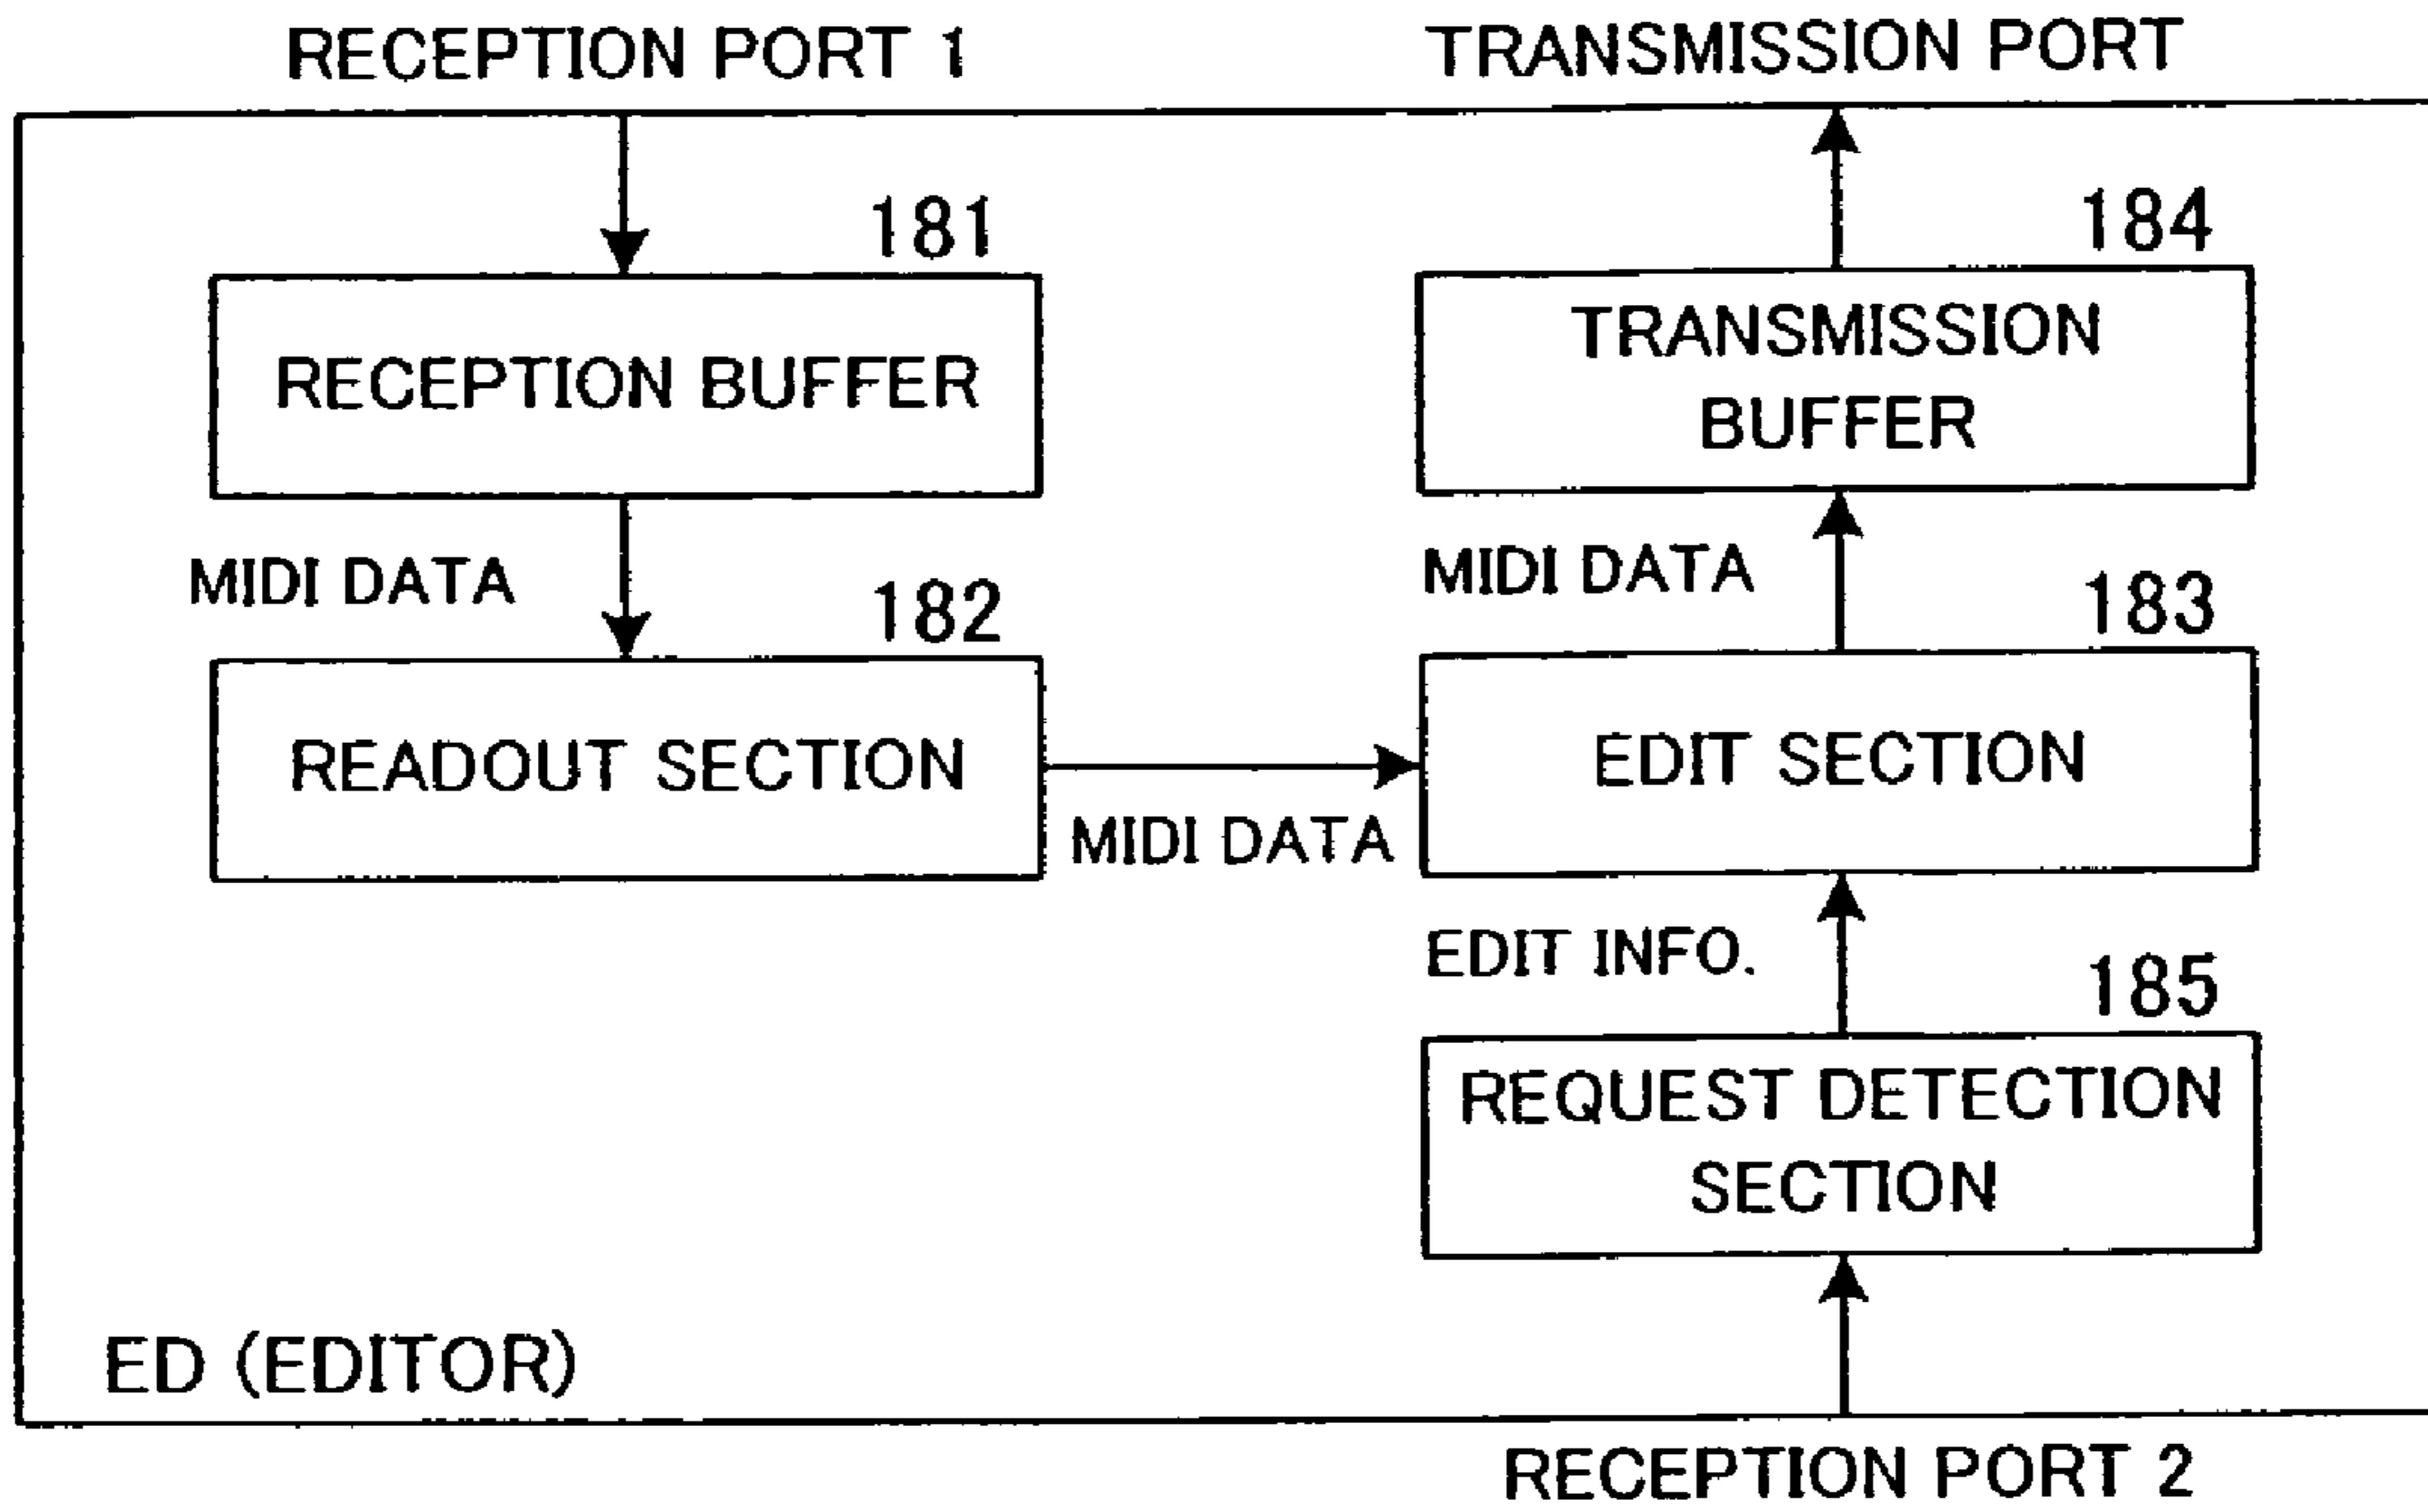 RECEPTION PORT 1
TRANSMISSION PORT
181
184
RECEPTION BUFFER
TRANSMISSION
BUFFER
MIDI DATA
MIDI DATA
182
183
READOUT SECTION
EDIT SECTION
MIDI DATA
EDIT INFO.
185
REQUEST DETECTION
SECTION
ED (EDITOR)
RECEPTION PORT 2